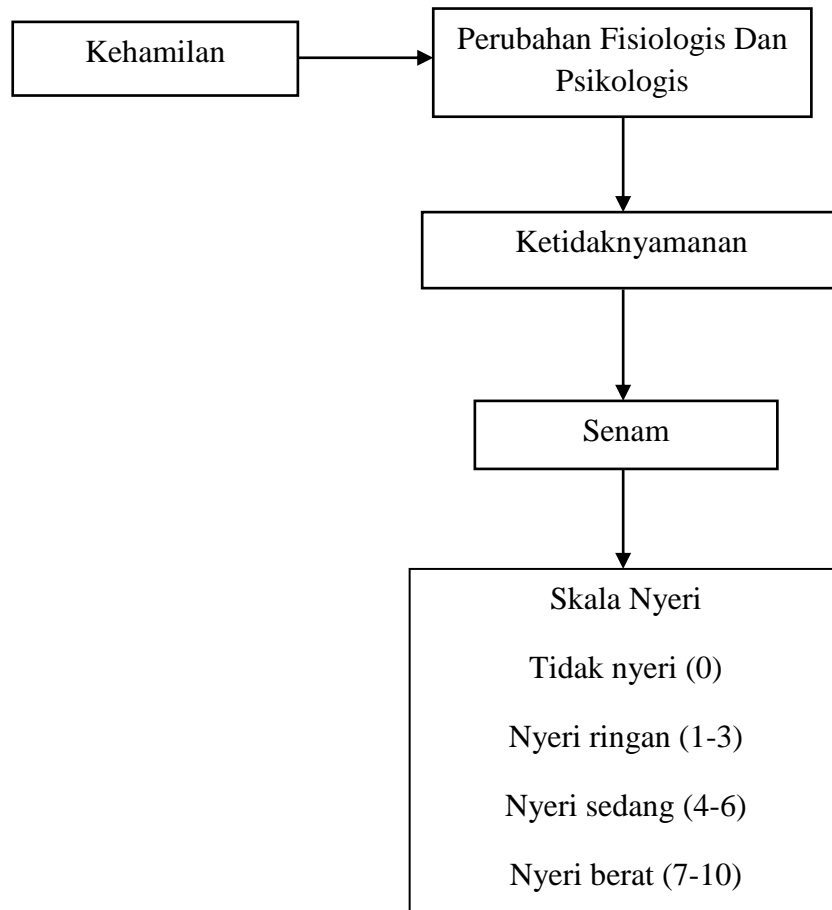 Kehamilan
Perubahan Fisiologis Dan
Psikologis
Ketidaknyamanan
Senam
Skala Nyeri
Tidak nyeri (0)
Nyeri ringan (1-3)
Nyeri sedang (4-6)
Nyeri berat (7-10)